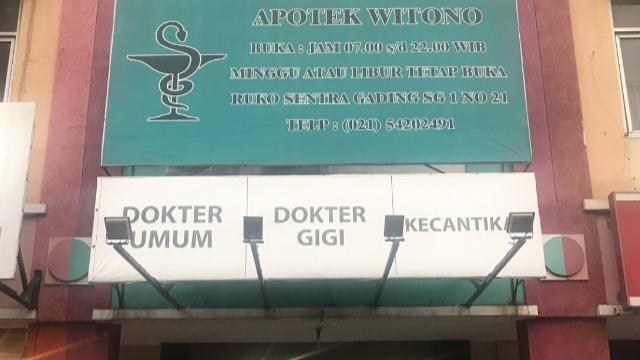 APOTEK WITONO
BUKA : JAM 07.00 s/d 22.00 WIB
MINGGU ATAU LIBUR TETAP BUKA
RUKO SENTRA GADING SG 1 NO 21
TELP : (021) 54202491
DOKTER
UMUM
DOKTER
GIGI